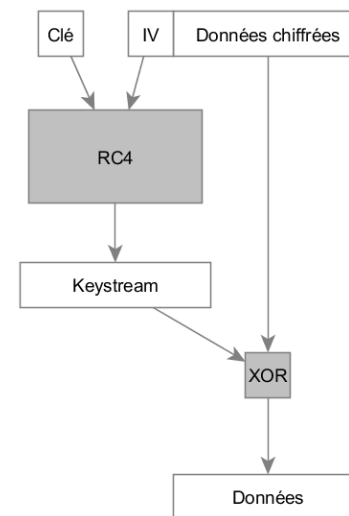 Clé
IV
Données chiffrées
RC4
Keystream
XOR
Données